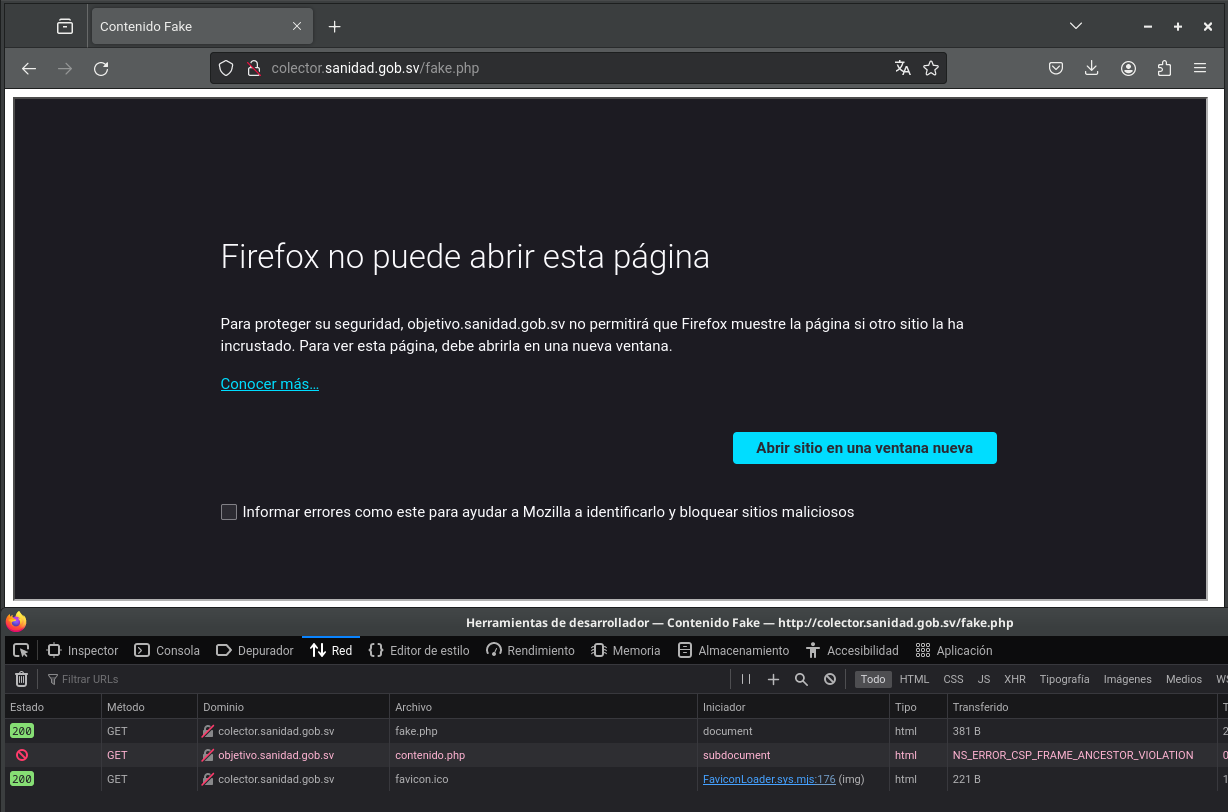 Contenido Fake
colector.sanidad.gob.sv/fake.php
Firefox no puede abrir esta página
Para proteger su seguridad, objetivo.sanidad.gob.sv no permitirá que Firefox muestre la página si otro sitio la ha
incrustado. Para ver esta página, debe abrirla en una nueva ventana.
Conocer más...
Abrir sitio en una ventana nueva
Informar errores como este para ayudar a Mozilla a identificarlo y bloquear sitios maliciosos
Herramientas de desarrollador — Contenido Fake — http://colector.sanidad.gob.sv/fake.php
Inspector Consola Depurador Red Editor de estilo Rendimiento Memoria Almacenamiento Accesibilidad Aplicación
Filtrar URLs Todo HTML CSS JS XHR Tipografía Imágenes Medios
Estado Método Dominio Archivo Iniciador Tipo Transferido
200 GET colector.sanidad.gob.sv fake.php document html 381 B
GET objetivo.sanidad.gob.sv contenido.php subdocument html NS_ERROR_CSP_FRAME_ANCESTOR_VIOLATION
200 GET colector.sanidad.gob.sv favicon.ico FaviconLoader.sys.mjs:176 (img) html 221 B